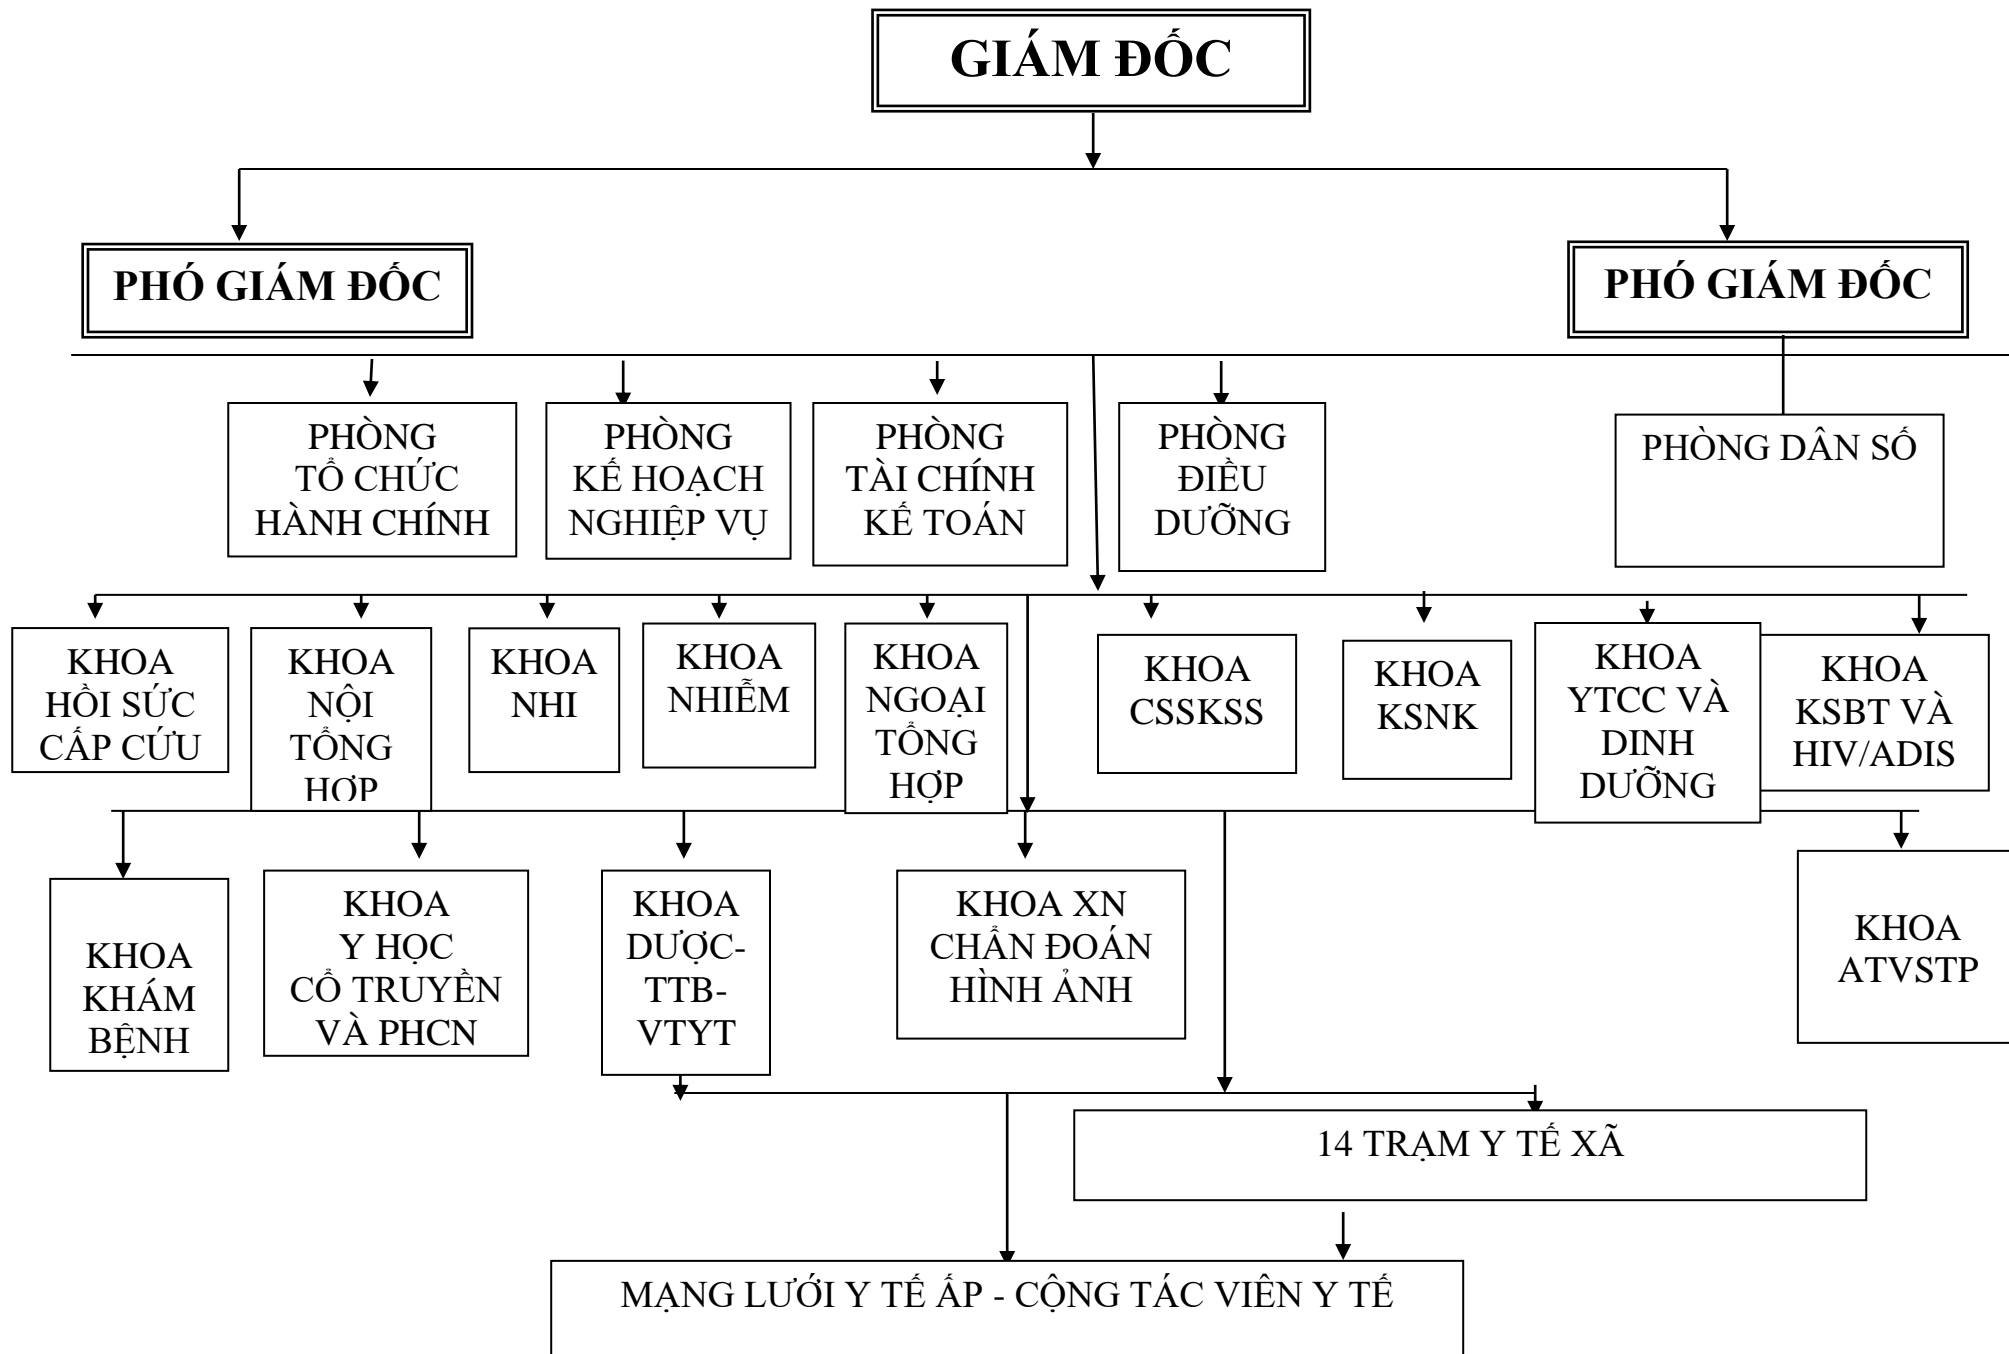 GIÁM ĐỐC
PHÓ GIÁM ĐỐC
PHÓ GIÁM ĐỐC
PHÒNG
TỔ CHỨC
HÀNH CHÍNH
PHÒNG
KẾ HOẠCH
NGHIỆP VỤ
PHÒNG
TÀI CHÍNH
KẾ TOÁN
PHÒNG
ĐIỀU
DƯỠNG
PHÒNG DÂN SỐ
KHOA
HỒI SỨC
CẤP CỨU
KHOA
NỘI
TỔNG
HỢP
KHOA
NHI
KHOA
NHIỄM
KHOA
NGOẠI
TỔNG
HỢP
KHOA
CSSKSS
KHOA
KSNK
KHOA
YTCC VÀ
DINH
DƯỠNG
KHOA
KSBT VÀ
HIV/ADIS
KHOA
KHÁM
BỆNH
KHOA
Y HỌC
CỔ TRUYỀN
VÀ PHCN
KHOA
DƯỢC-
TTB-
VTYT
KHOA XN
CHẨN ĐOÁN
HÌNH ẢNH
KHOA
ATVSTP
14 TRẠM Y TẾ XÃ
MẠNG LƯỚI Y TẾ ẤP - CỘNG TÁC VIÊN Y TẾ